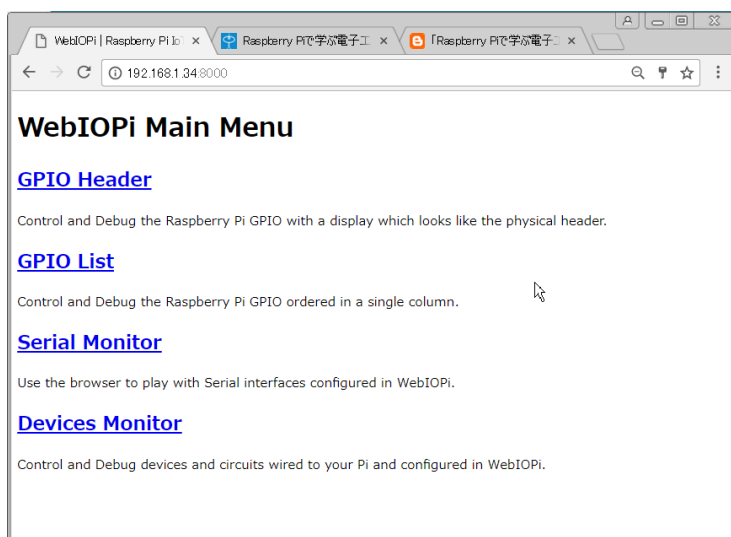 WebIOPi | Raspberry Pi IoT
Raspberry Piで学ぶ電子工
「Raspberry Piで学ぶ電子工
192.168.1.34:8000
WebIOPi Main Menu
GPIO Header
Control and Debug the Raspberry Pi GPIO with a display which looks like the physical header.
GPIO List
Control and Debug the Raspberry Pi GPIO ordered in a single column.
Serial Monitor
Use the browser to play with Serial interfaces configured in WebIOPi.
Devices Monitor
Control and Debug devices and circuits wired to your Pi and configured in WebIOPi.